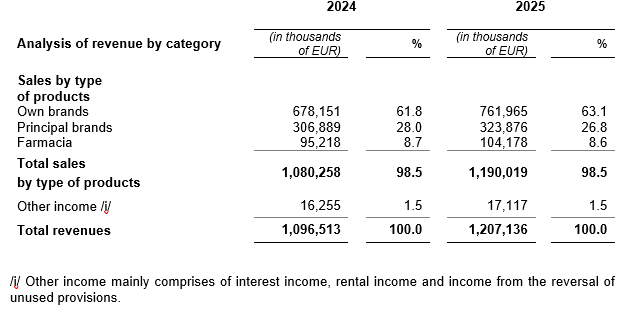 2024 2025
Analysis of revenue by category (in thousands of EUR) % (in thousands of EUR) %
Sales by type
of products
Own brands 678,151 61.8 761,965 63.1
Principal brands 306,889 28.0 323,876 26.8
Farmacia 95,218 8.7 104,178 8.6
Total sales
by type of products 1,080,258 98.5 1,190,019 98.5
Other income /i/ 16,255 1.5 17,117 1.5
Total revenues 1,096,513 100.0 1,207,136 100.0
/i/ Other income mainly comprises of interest income, rental income and income from the reversal of
unused provisions.